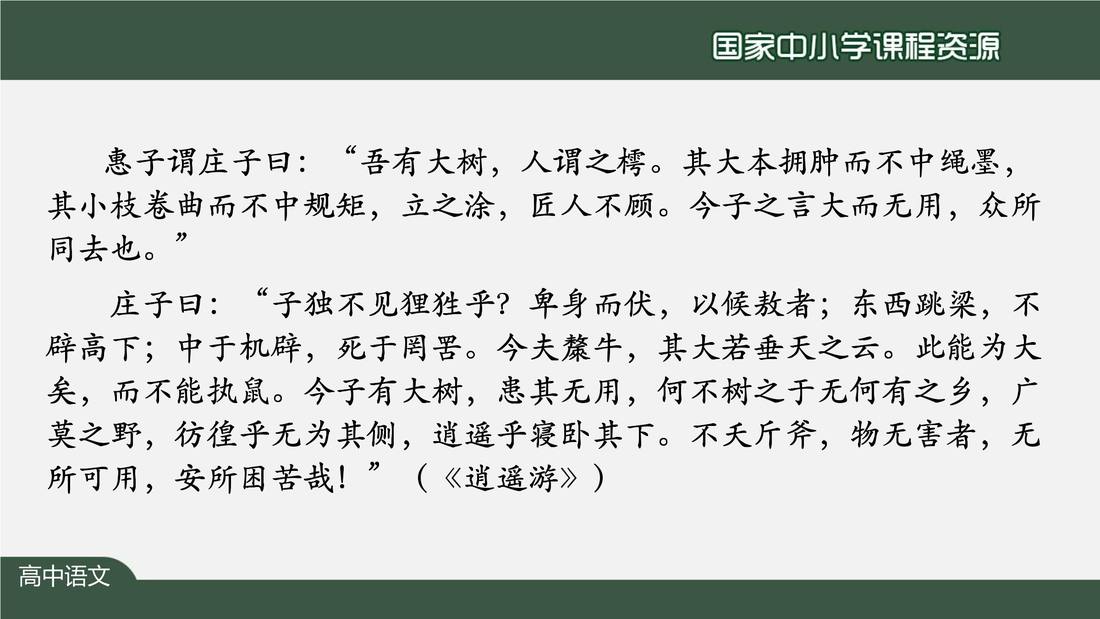 国家中小学课程资源
惠子谓庄子曰：“吾有大树，人谓之樗。其大本拥肿而不中绳墨，
其小枝卷曲而不中规矩，立之涂，匠人不顾。今子之言大而无用，众所
同去也。”
庄子曰：“子独不见狸狌乎？卑身而伏，以候敖者；东西跳梁，不
辟高下；中于机辟，死于罔罟。今夫斄牛，其大若垂天之云。此能为大
矣，而不能执鼠。今子有大树，患其无用，何不树之于无何有之乡，广
莫之野，彷徨乎无为其侧，逍遥乎寝卧其下。不夭斤斧，物无害者，无
所可用，安所困苦哉！”（《逍遥游》）
高中语文